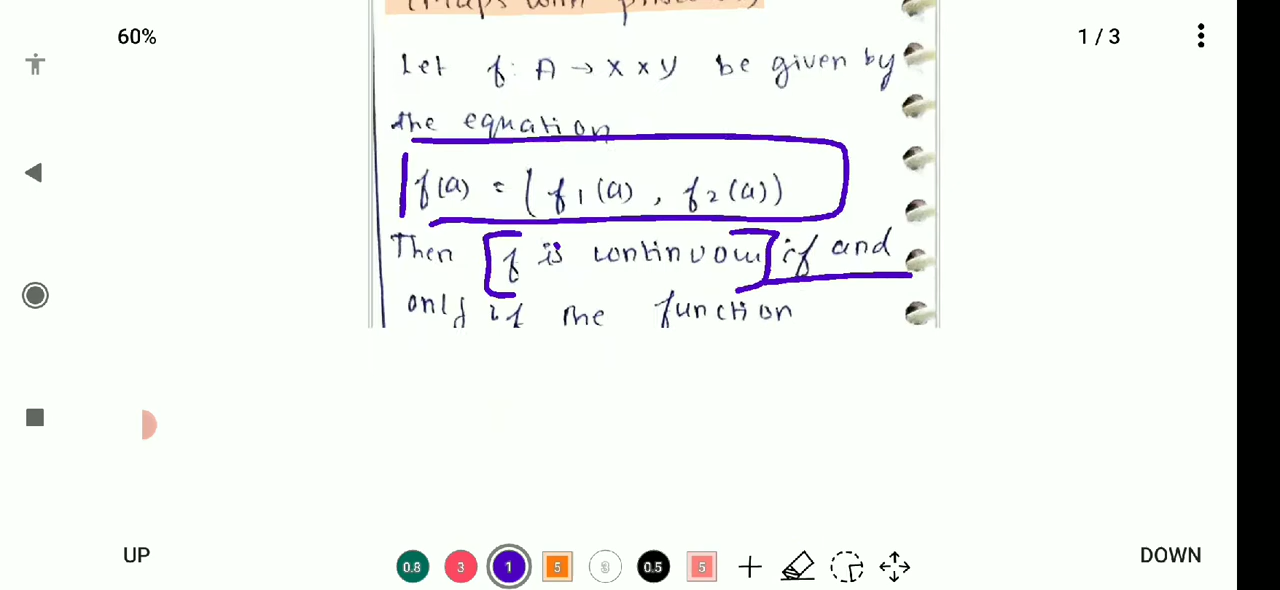 60%
1 / 3
Let f: A → X x Y be given by
the equation
f(a) = (f1(a), f2(a))
Then f is continuous if and
only if the function
UP
0.8 3 1 5 3 0.5 5
DOWN